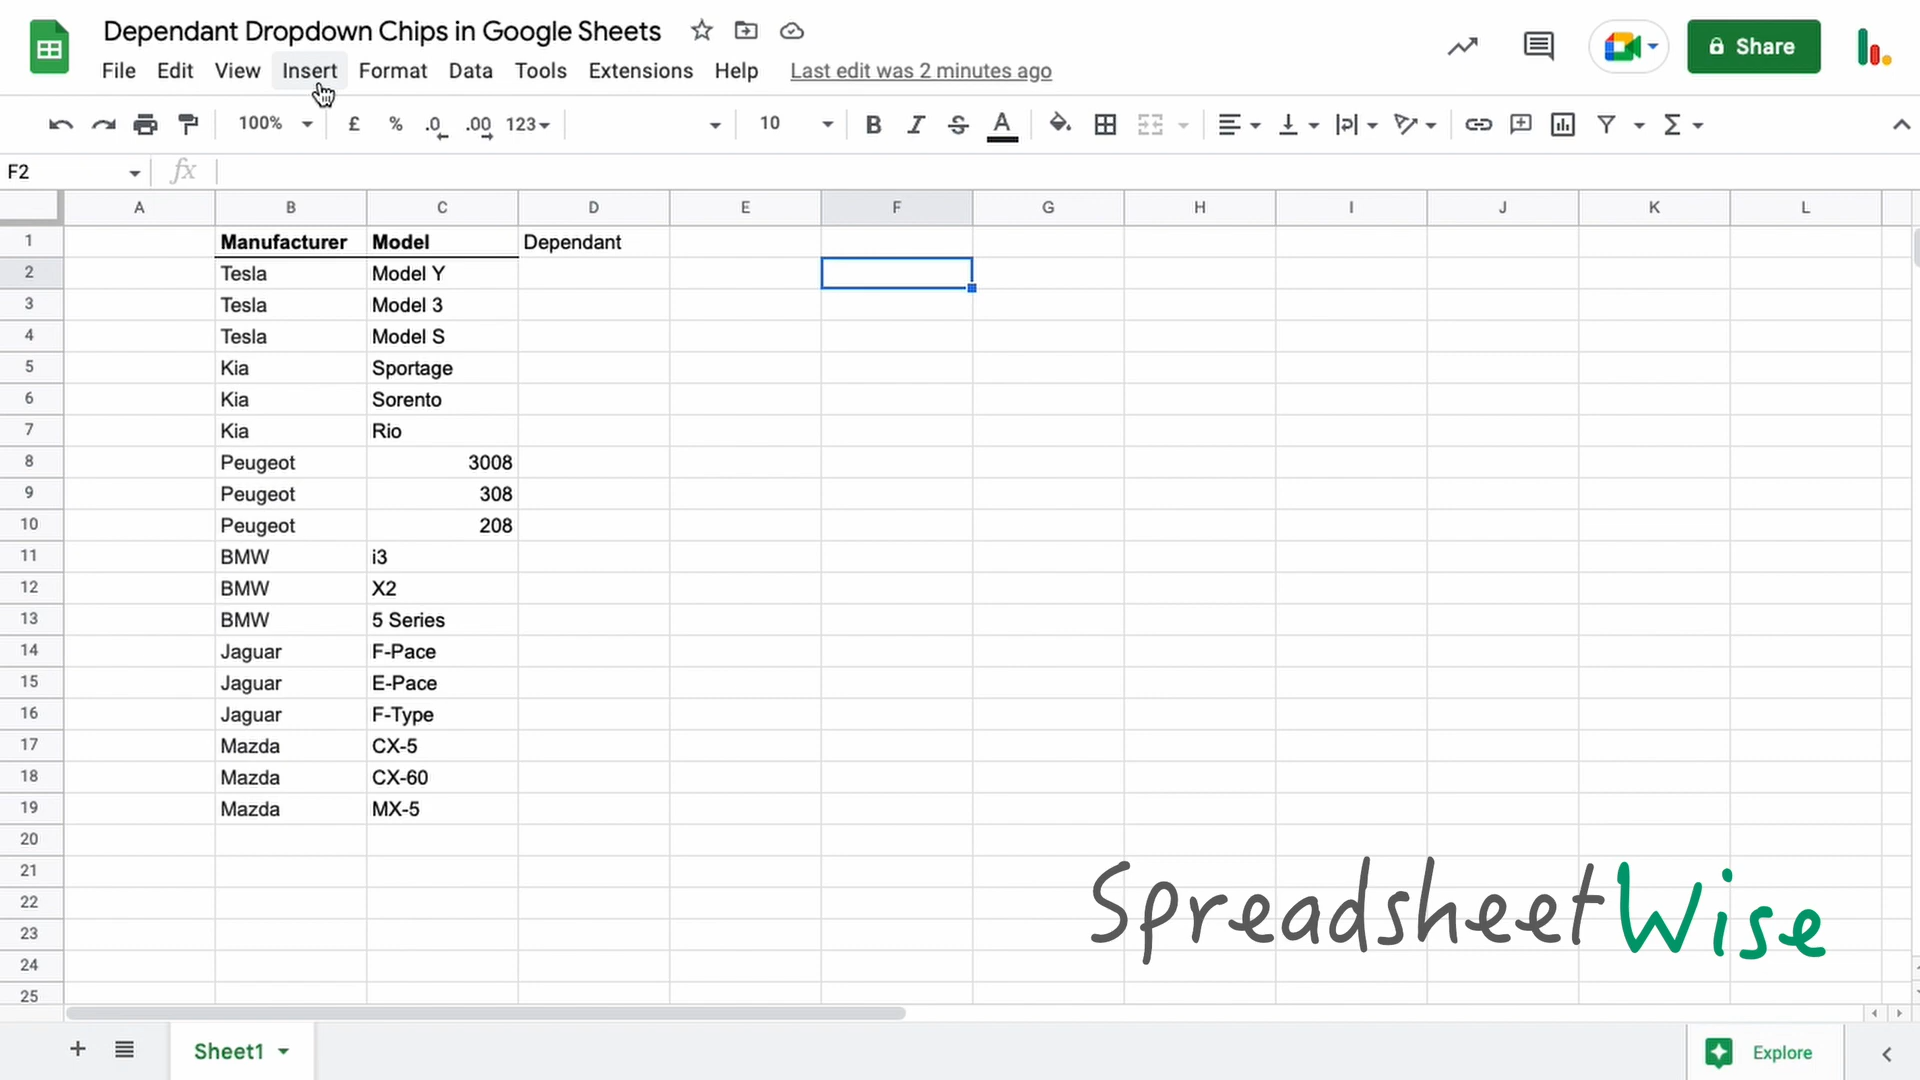 Dependant Dropdown Chips in Google Sheets
File Edit View Insert Format Data Tools Extensions Help Last edit was 2 minutes ago
Share
100% £ % .0 .00 123 10 B I S A
F2 fx
A B C D E F G H I J K L
1 Manufacturer Model Dependant
2 Tesla Model Y
3 Tesla Model 3
4 Tesla Model S
5 Kia Sportage
6 Kia Sorento
7 Kia Rio
8 Peugeot 3008
9 Peugeot 308
10 Peugeot 208
11 BMW i3
12 BMW X2
13 BMW 5 Series
14 Jaguar F-Pace
15 Jaguar E-Pace
16 Jaguar F-Type
17 Mazda CX-5
18 Mazda CX-60
19 Mazda MX-5
20
21
22
23
24
25
SpreadsheetWise
Sheet1
Explore